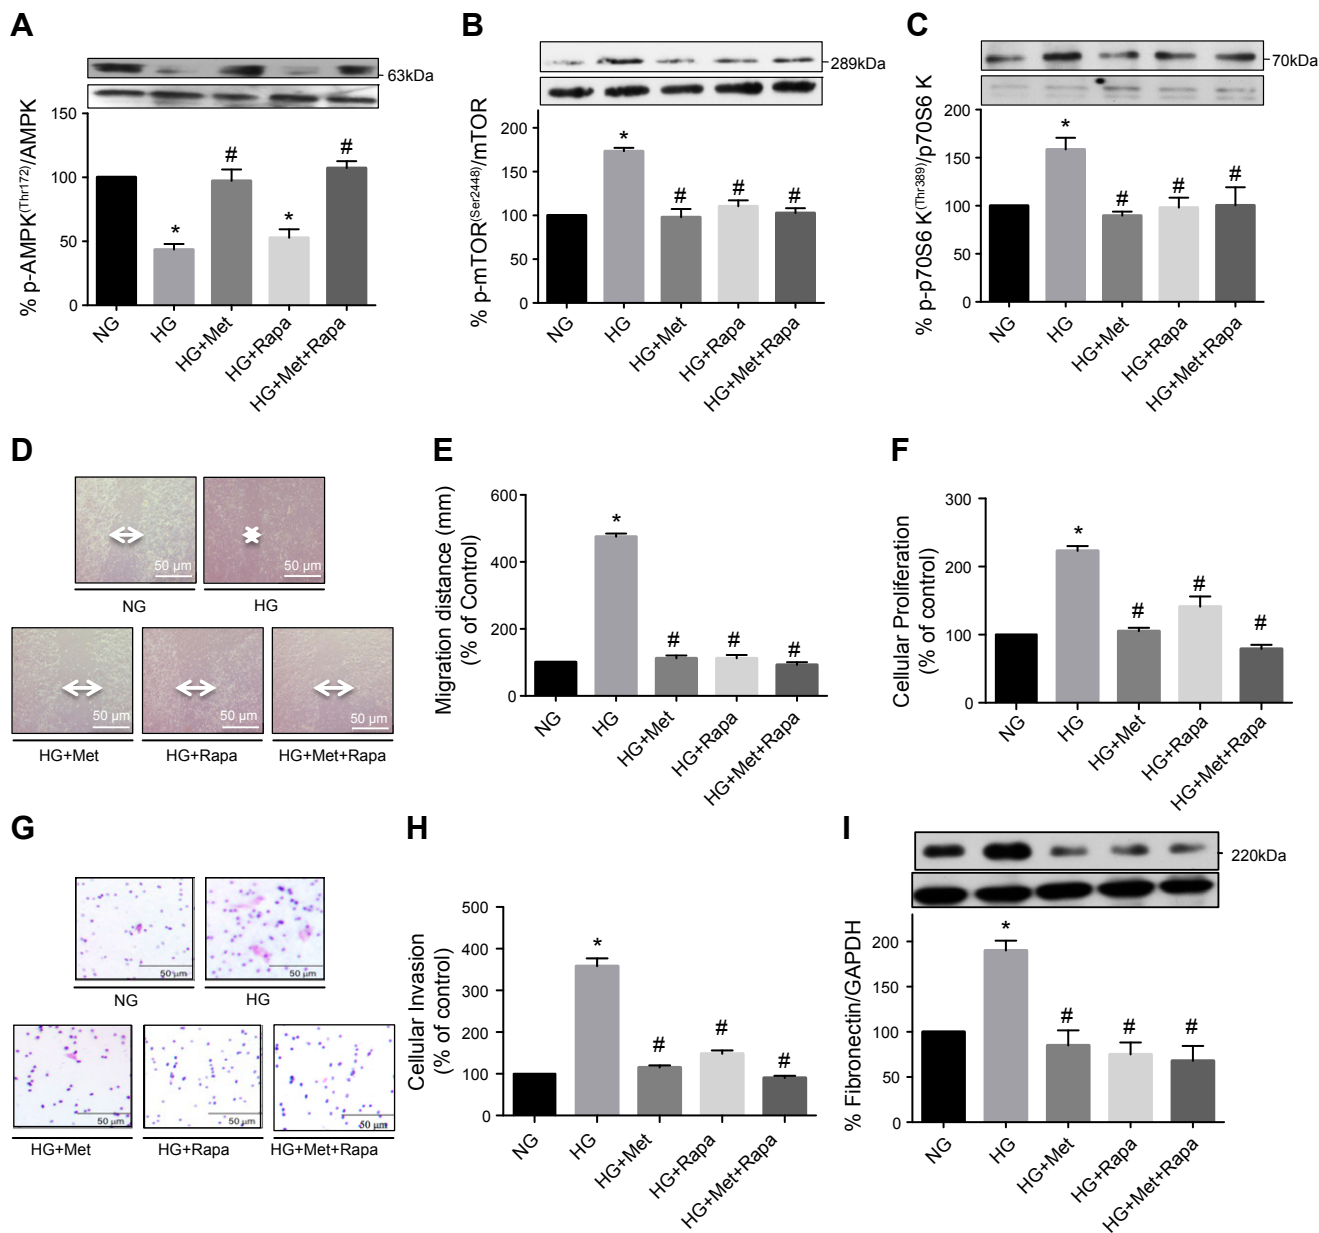 A
63kDa
% p-AMPK(Thr172)/AMPK
150
100
50
0
*
#
*
#
NG
HG
HG+Met
HG+Rapa
HG+Met+Rapa
B
289kDa
% p-mTOR(Ser2448)/mTOR
200
150
100
50
0
*
#
#
#
NG
HG
HG+Met
HG+Rapa
HG+Met+Rapa
C
70kDa
% p-p70S6 K(Thr389)/p70S6 K
200
150
100
50
0
*
#
#
#
NG
HG
HG+Met
HG+Rapa
HG+Met+Rapa
D
50 µm
50 µm
NG
HG
50 µm
50 µm
50 µm
HG+Met
HG+Rapa
HG+Met+Rapa
E
Migration distance (mm)
(% of Control)
600
400
200
0
*
#
#
#
NG
HG
HG+Met
HG+Rapa
HG+Met+Rapa
F
Cellular Proliferation
(% of control)
300
200
100
0
*
#
#
#
NG
HG
HG+Met
HG+Rapa
HG+Met+Rapa
G
50 µm
50 µm
NG
HG
50 µm
50 µm
50 µm
HG+Met
HG+Rapa
HG+Met+Rapa
H
Cellular Invasion
(% of control)
500
400
300
200
100
0
*
#
#
#
NG
HG
HG+Met
HG+Rapa
HG+Met+Rapa
I
220kDa
% Fibronectin/GAPDH
200
150
100
50
0
*
#
#
#
NG
HG
HG+Met
HG+Rapa
HG+Met+Rapa